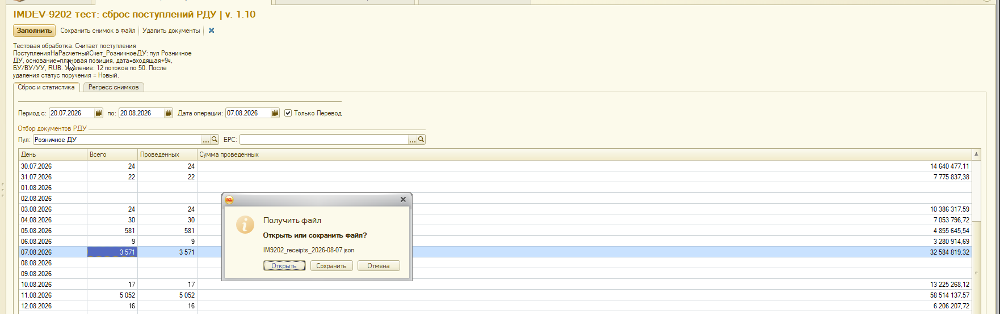 IMDEV-9202 тест: сброс поступлений РДУ | v. 1.10
Заполнить Сохранить снимок в файл Удалить документы
Тестовая обработка. Считает поступления
ПоступленияНаРасчетныйСчет_РозничноеДУ: пул Розничное
ДУ, основание=плановая позиция, дата=входящая+9ч,
БУ/ВУ/УУ, RUB. Удаление: 12 потоков по 50. После
удаления статус поручения = Новый.
Сброс и статистика Регресс снимков
Период с: 20.07.2026 по: 20.08.2026 Дата операции: 07.08.2026 Только Перевод
Отбор документов РДУ
Пул: Розничное ДУ ... ЕРС: ...
День Всего Проведенных Сумма проведенных
30.07.2026 24 24 14 640 477,11
31.07.2026 22 22 7 775 837,38
01.08.2026
02.08.2026
03.08.2026 24 24 10 386 317,59
04.08.2026 30 30 7 053 796,72
05.08.2026 581 581 4 855 645,54
06.08.2026 9 9 3 280 914,69
07.08.2026 3 571 3 571 32 584 819,32
08.08.2026
09.08.2026
10.08.2026 17 17 13 225 268,12
11.08.2026 5 052 5 052 58 514 137,57
12.08.2026 16 16 6 206 207,72
1С
Получить файл
Открыть или сохранить файл?
IM9202_receipts_2026-08-07.json
Открыть Сохранить Отмена